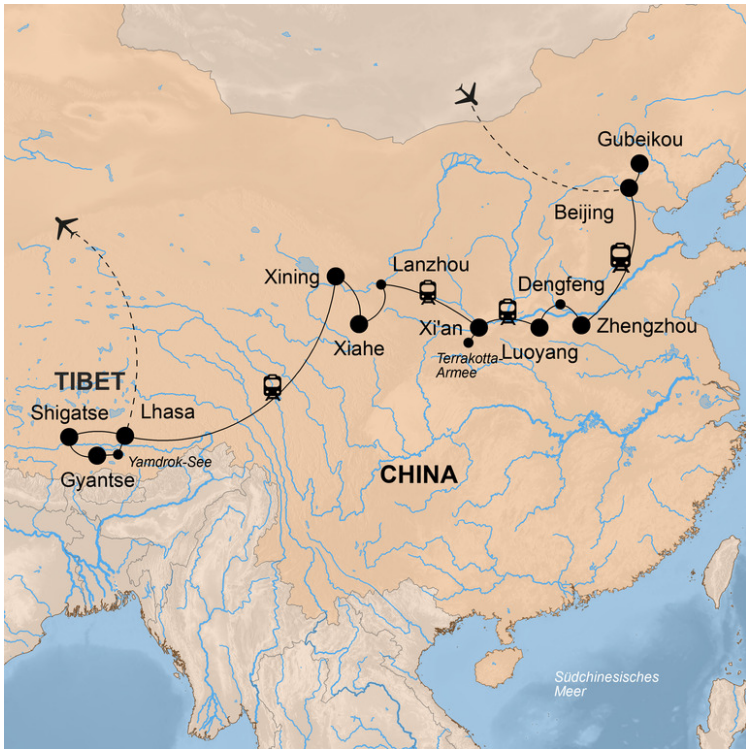 Gubeikou
Beijing
Xining
Lanzhou
Dengfeng
Xiahe
Xi'an
Zhengzhou
Luoyang
Terrakotta-
Armee
TIBET
Shigatse
Lhasa
Yamdrok-See
Gyantse
CHINA
Südchinesisches
Meer